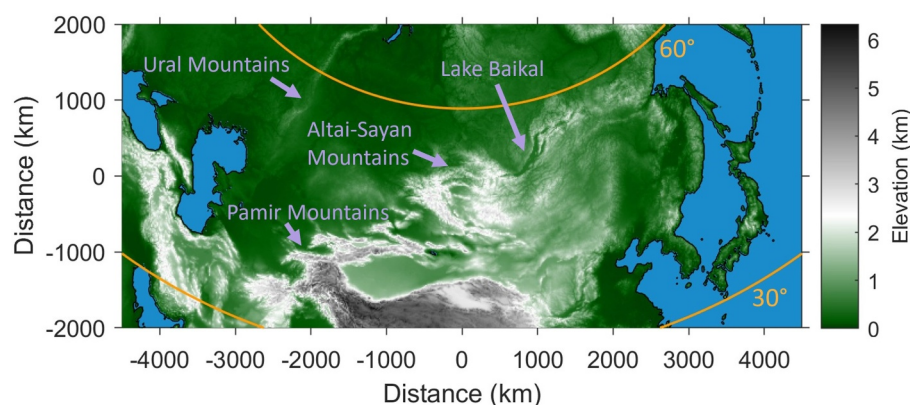 2000
1000
0
-1000
-2000
Distance (km)
Ural Mountains
Lake Baikal
60°
Altai-Sayan
Mountains
Pamir Mountains
30°
-4000 -3000 -2000 -1000 0 1000 2000 3000 4000
Distance (km)
6
5
4
3
2
1
0
Elevation (km)